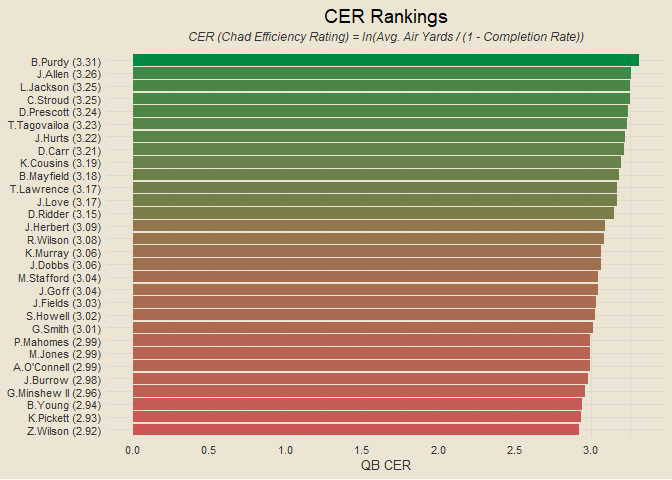 CER Rankings
CER (Chad Efficiency Rating) = ln(Avg. Air Yards / (1 - Completion Rate))
B.Purdy (3.31)
J.Allen (3.26)
L.Jackson (3.25)
C.Stroud (3.25)
D.Prescott (3.24)
T.Tagovailoa (3.23)
J.Hurts (3.22)
D.Carr (3.21)
K.Cousins (3.19)
B.Mayfield (3.18)
T.Lawrence (3.17)
J.Love (3.17)
D.Ridder (3.15)
J.Herbert (3.09)
R.Wilson (3.08)
K.Murray (3.06)
J.Dobbs (3.06)
M.Stafford (3.04)
J.Goff (3.04)
J.Fields (3.03)
S.Howell (3.02)
G.Smith (3.01)
P.Mahomes (2.99)
M.Jones (2.99)
A.O'Connell (2.99)
J.Burrow (2.98)
G.Minshew II (2.96)
B.Young (2.94)
K.Pickett (2.93)
Z.Wilson (2.92)
0.0 0.5 1.0 1.5 2.0 2.5 3.0
QB CER